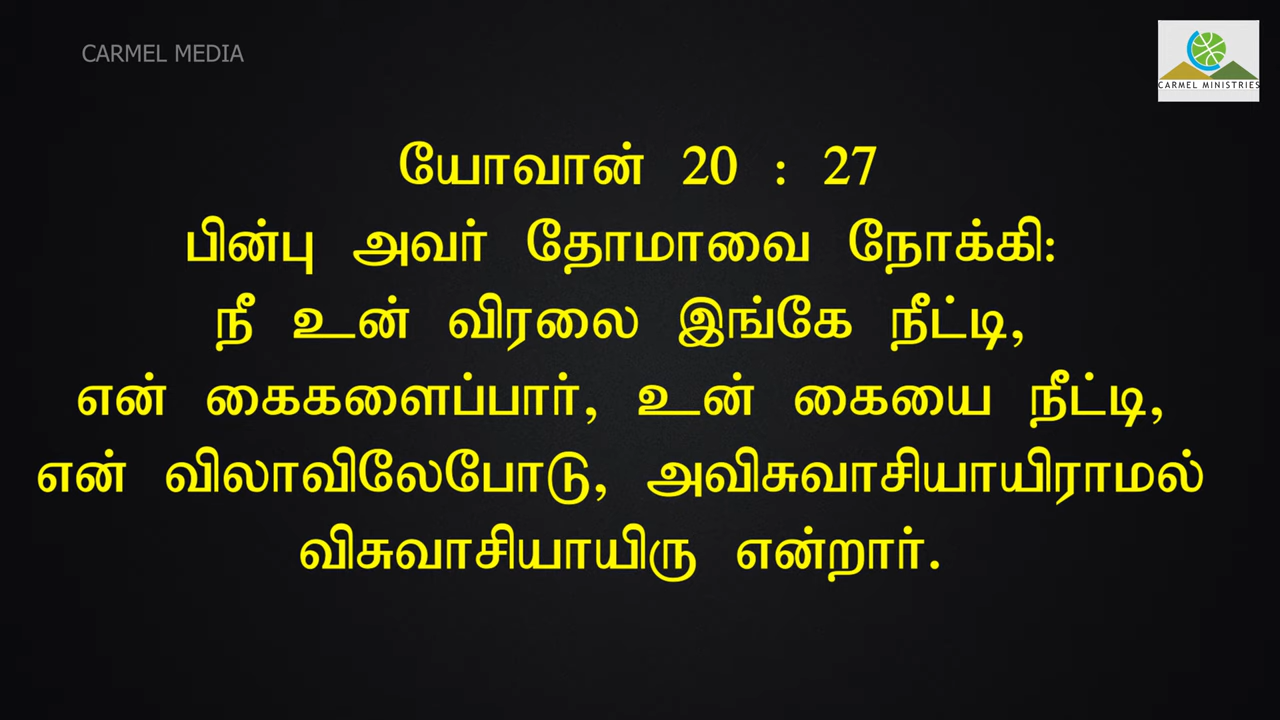 CARMEL MEDIA
CARMEL MINISTRIES
யோவான் 20 : 27
பின்பு அவர் தோமாவை நோக்கி:
நீ உன் விரலை இங்கே நீட்டி,
என் கைகளைப்பார், உன் கையை நீட்டி,
என் விலாவிலேபோடு, அவிசுவாசியாயிராமல்
விசுவாசியாயிரு என்றார்.